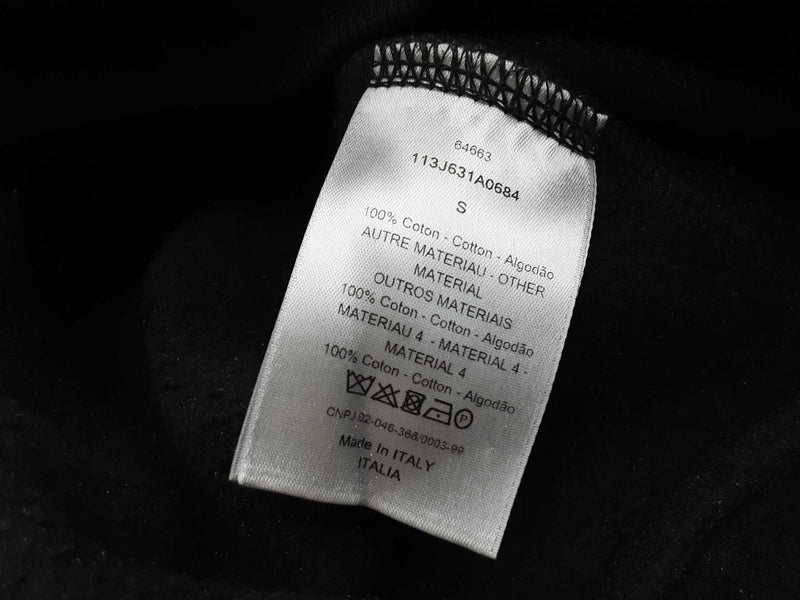 64663
113J631A0684
S
100% Coton - Cotton - Algodão
AUTRE MATERIAU - OTHER
MATERIAL
OUTROS MATERIAIS
100% Coton - Cotton - Algodão
MATERIAU 4 - MATERIAL 4 -
MATERIAL 4
100% Coton - Cotton - Algodão
P
CNPJ 02-046-388/0003-99
Made In ITALY
ITALIA